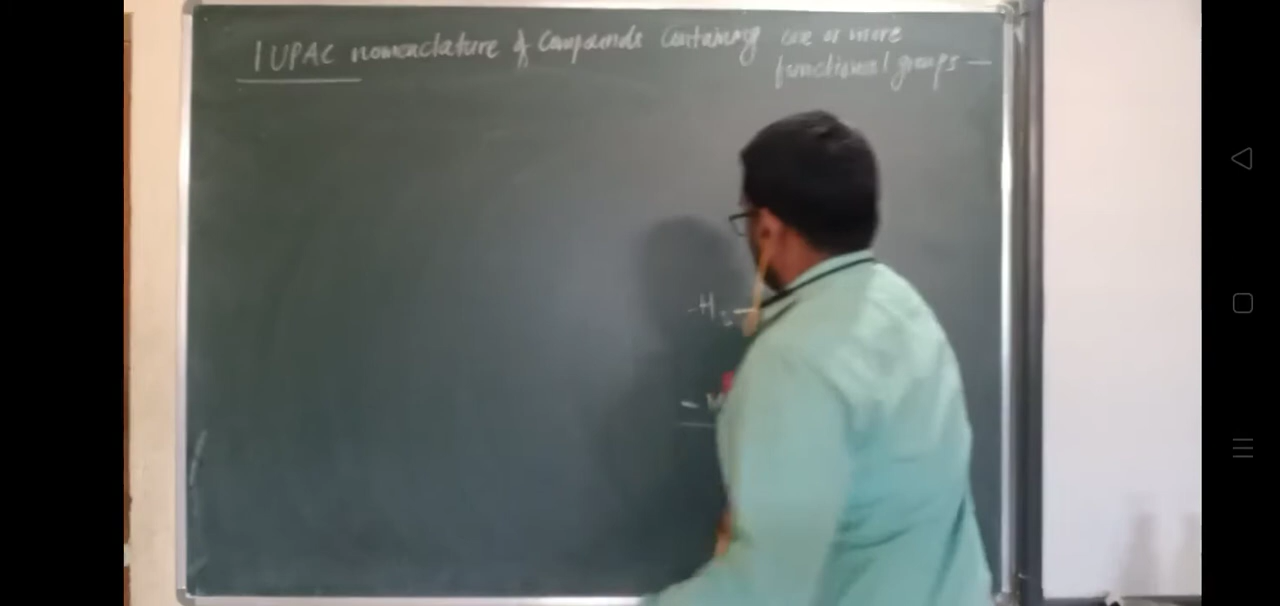 IUPAC nomenclature of Compounds Containing one or more
functional groups —
-H